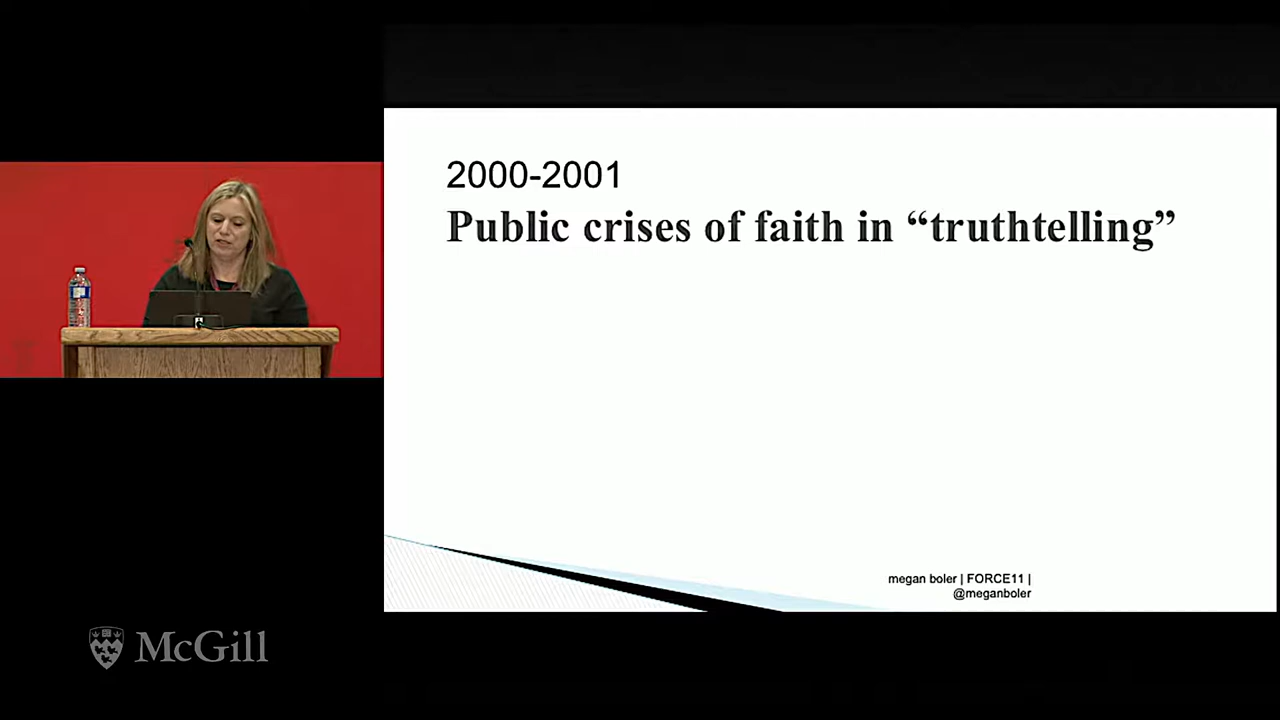 2000-2001
Public crises of faith in “truthtelling”
megan boler | FORCE11 |
@meganboler
McGill